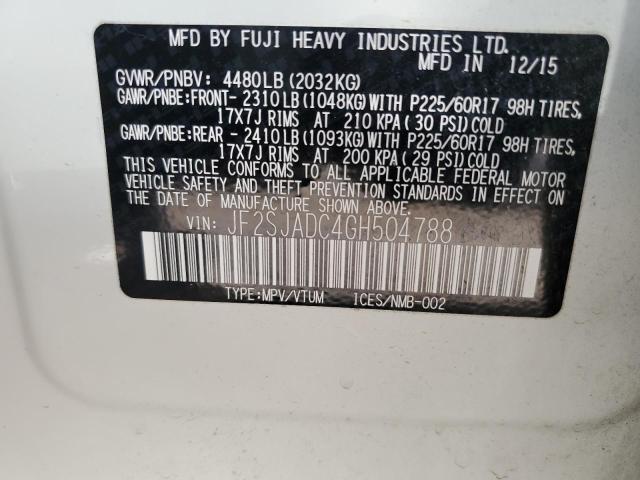 MFD BY FUJI HEAVY INDUSTRIES LTD.
MFD IN 12/15
GVWR/PNBV: 4480LB(2032KG)
GAWR/PNBE:FRONT-2310LB(1048KG)WITH P225/60R17 98H TIRES,
17X7J RIMS AT 210 KPA(30 PSI)COLD
GAWR/PNBE:REAR -2410LB(1093KG)WITH P225/60R17 98H TIRES,
17X7J RIMS AT 200 KPA(29 PSI)COLD
THIS VEHICLE CONFORMS TO ALL APPLICABLE FEDERAL MOTOR
VEHICLE SAFETY AND THEFT PREVENTION STANDARDS IN EFFECT ON
THE DATE OF MANUFACTURE SHOWN ABOVE.
VIN: JF2SJADC4GH504788
TYPE:MPV/VTUM ICES/NMB-002